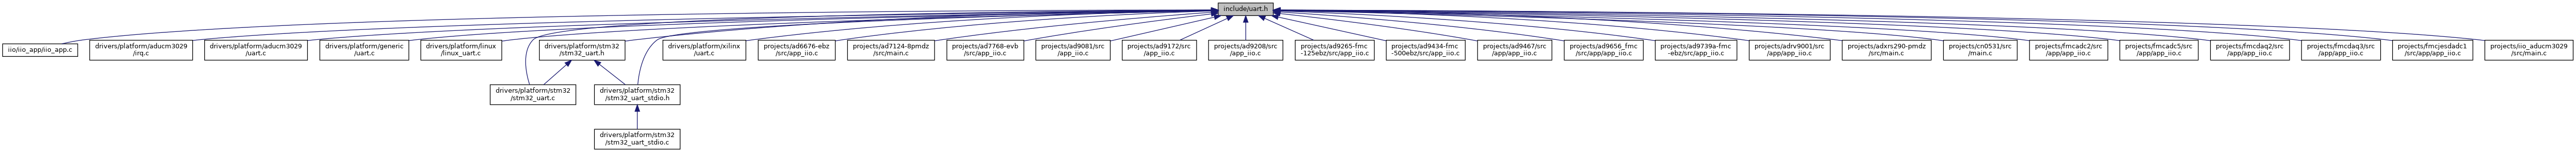 include/uart.h
iio/iio_app/iio_app.c
drivers/platform/aducm3029
/irq.c
drivers/platform/aducm3029
/uart.c
drivers/platform/generic
/uart.c
drivers/platform/linux
/linux_uart.c
drivers/platform/stm32
/stm32_uart.h
drivers/platform/xilinx
/uart.c
projects/ad6676-ebz
/src/app_iio.c
projects/ad7124-8pmdz
/src/main.c
projects/ad7768-evb
/src/app_iio.c
projects/ad9081/src
/app_iio.c
projects/ad9172/src
/app_iio.c
projects/ad9208/src
/app_iio.c
projects/ad9265-fmc
-125ebz/src/app_iio.c
projects/ad9434-fmc
-500ebz/src/app_iio.c
projects/ad9467/src
/app/app_iio.c
projects/ad9656_fmc
/src/app/app_iio.c
projects/ad9739a-fmc
-ebz/src/app_iio.c
projects/adrv9001/src
/app/app_iio.c
projects/adxrs290-pmdz
/src/main.c
projects/cn0531/src
/main.c
projects/fmcadc2/src
/app/app_iio.c
projects/fmcadc5/src
/app/app_iio.c
projects/fmcdaq2/src
/app/app_iio.c
projects/fmcdaq3/src
/app/app_iio.c
projects/fmcjesdadc1
/src/app/app_iio.c
projects/iio_aducm3029
/src/main.c
drivers/platform/stm32
/stm32_uart.c
drivers/platform/stm32
/stm32_uart_stdio.h
drivers/platform/stm32
/stm32_uart_stdio.c